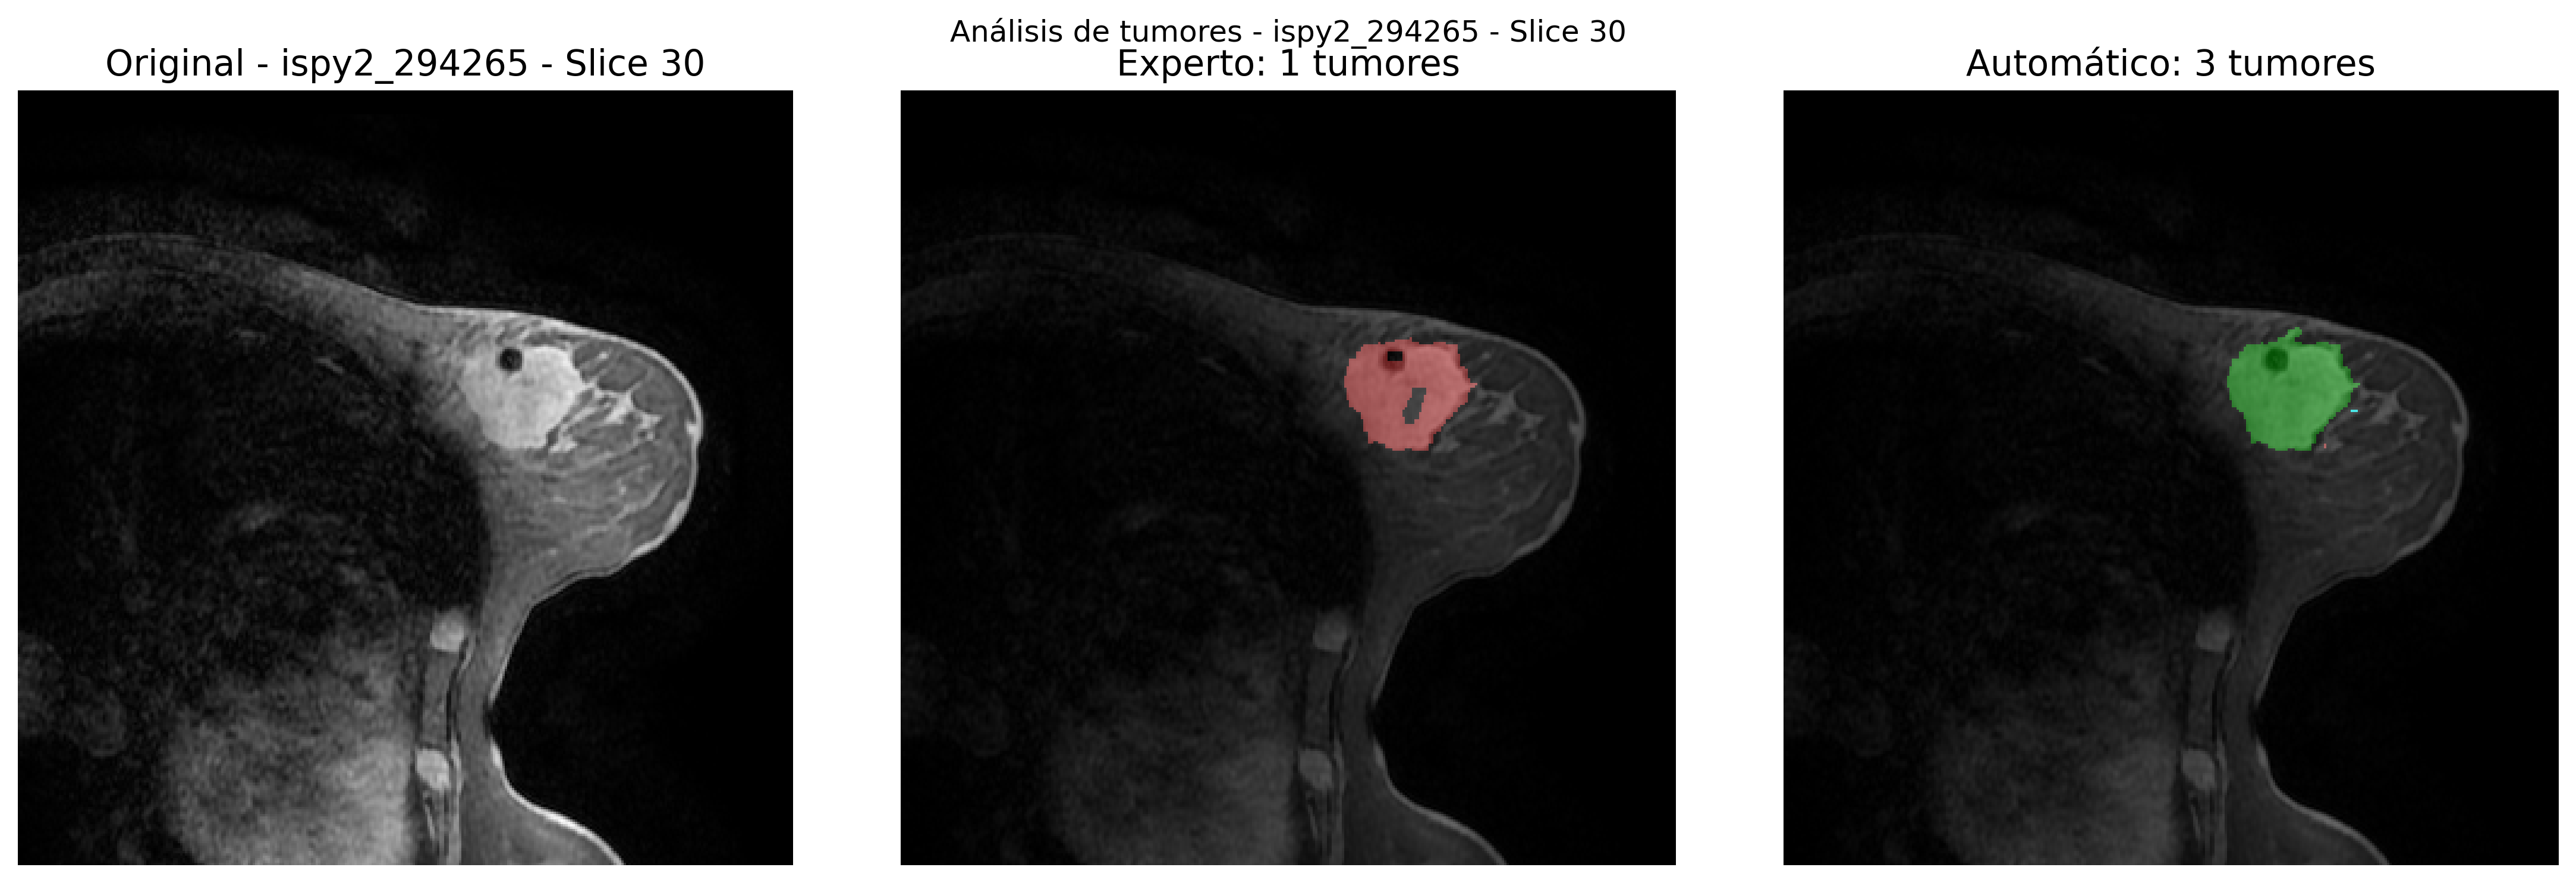 Análisis de tumores - ispy2_294265 - Slice 30
Original - ispy2_294265 - Slice 30
Experto: 1 tumores
Automático: 3 tumores